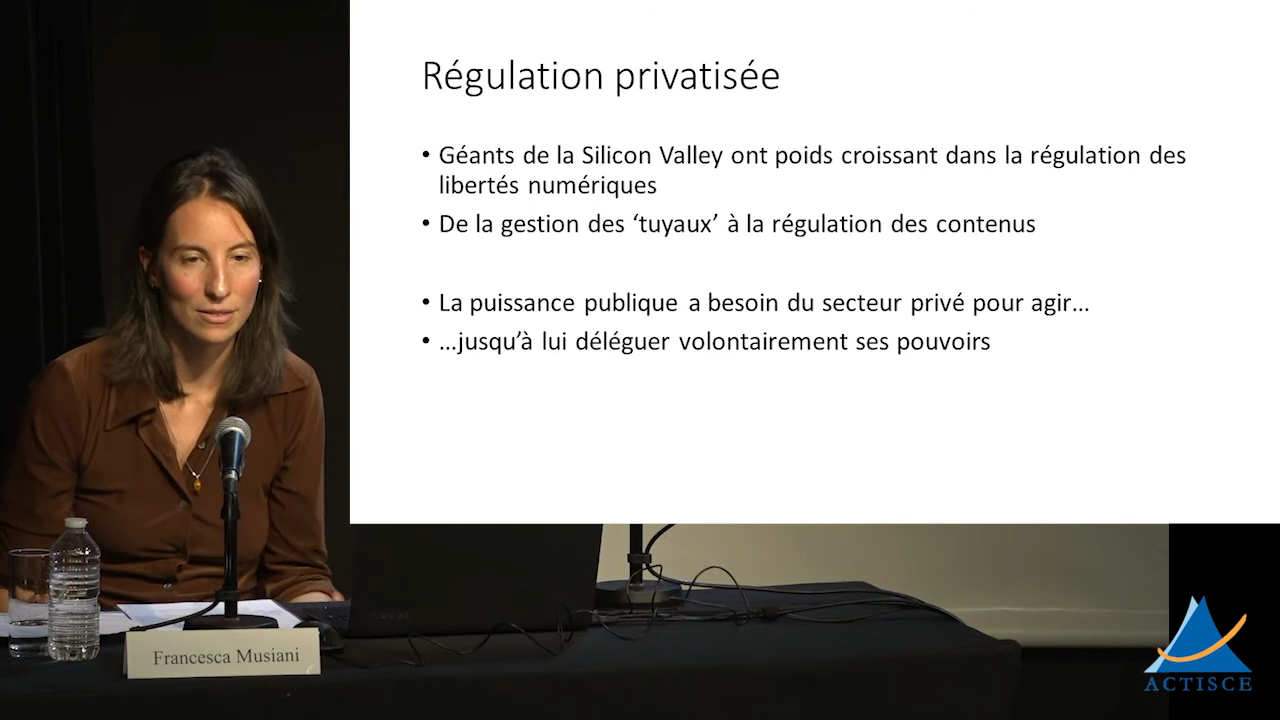 Régulation privatisée
• Géants de la Silicon Valley ont poids croissant dans la régulation des
libertés numériques
• De la gestion des ‘tuyaux’ à la régulation des contenus
• La puissance publique a besoin du secteur privé pour agir…
• …jusqu’à lui déléguer volontairement ses pouvoirs
Francesca Musiani
ACTISCE